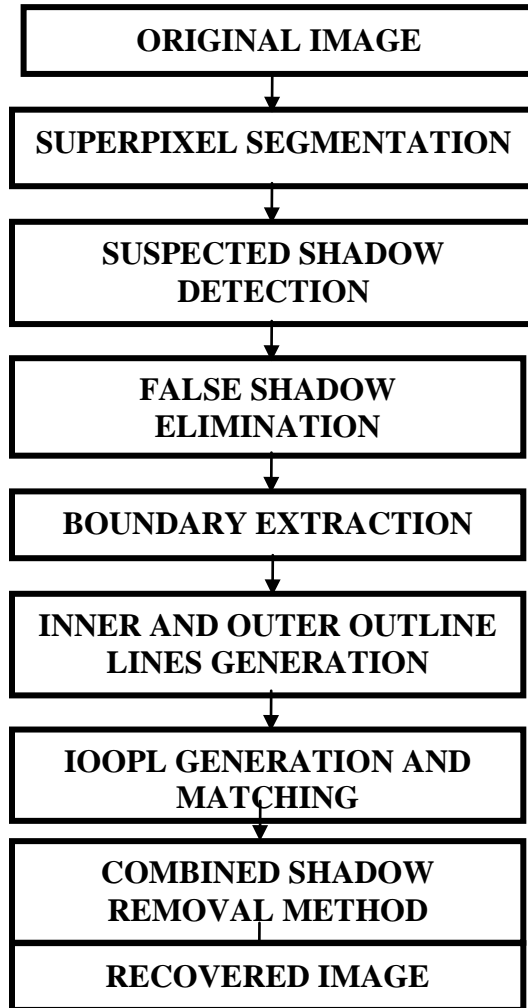 ORIGINAL IMAGE
SUPERPIXEL SEGMENTATION
SUSPECTED SHADOW
DETECTION
FALSE SHADOW
ELIMINATION
BOUNDARY EXTRACTION
INNER AND OUTER OUTLINE
LINES GENERATION
IOOPL GENERATION AND
MATCHING
COMBINED SHADOW
REMOVAL METHOD
RECOVERED IMAGE